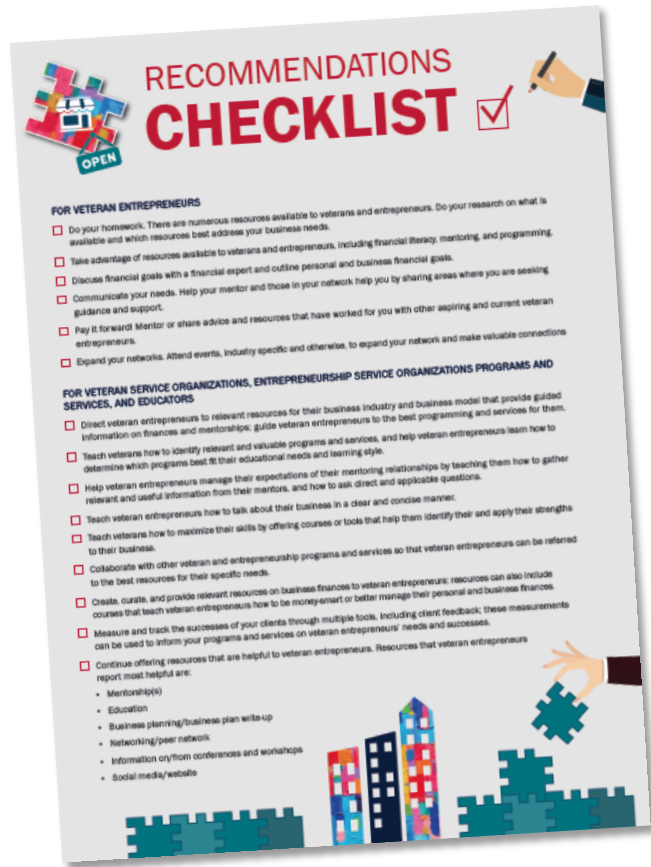 RECOMMENDATIONS
CHECKLIST
OPEN
FOR VETERAN ENTREPRENEURS
Do your homework. There are numerous resources available to veterans and entrepreneurs. Do your research on what is
available and which resources best address your business needs.
Take advantage of resources available to veterans and entrepreneurs, including financial literacy, mentoring, and programming.
Discuss financial goals with a financial expert and outline personal and business financial goals.
Communicate your needs. Help your mentor and those in your network help you by sharing areas where you are seeking
guidance and support.
Pay it forward! Mentor or share advice and resources that have worked for you with other aspiring and current veteran
entrepreneurs.
Expand your networks. Attend events, industry specific and otherwise, to expand your network and make valuable connections
FOR VETERAN SERVICE ORGANIZATIONS, ENTREPRENEURSHIP SERVICE ORGANIZATIONS PROGRAMS AND
SERVICES, AND EDUCATORS
Direct veteran entrepreneurs to relevant resources for their business industry and business model that provide guided
information on finances and mentorships; guide veteran entrepreneurs to the best programming and services for them.
Teach veterans how to identify relevant and valuable programs and services, and help veteran entrepreneurs learn how to
determine which programs best fit their educational needs and learning style.
Help veteran entrepreneurs manage their expectations of their mentoring relationships by teaching them how to gather
relevant and useful information from their mentors, and how to ask direct and applicable questions.
Teach veteran entrepreneurs how to talk about their business in a clear and concise manner.
Teach veterans how to maximize their skills by offering courses or tools that help them identify their and apply their strengths
to their business.
Collaborate with other veteran and entrepreneurship programs and services so that veteran entrepreneurs can be referred
to the best resources for their specific needs.
Create, curate, and provide relevant resources on business finances to veteran entrepreneurs; resources can also include
courses that teach veteran entrepreneurs how to be money-smart or better manage their personal and business finances.
Measure and track the successes of your clients through multiple tools, including client feedback; these measurements
can be used to inform your programs and services on veteran entrepreneurs' needs and successes.
Continue offering resources that are helpful to veteran entrepreneurs. Resources that veteran entrepreneurs
report most helpful are:
• Mentorship(s)
• Education
• Business planning/business plan write-up
• Networking/peer network
• Information on/from conferences and workshops
• Social media/website